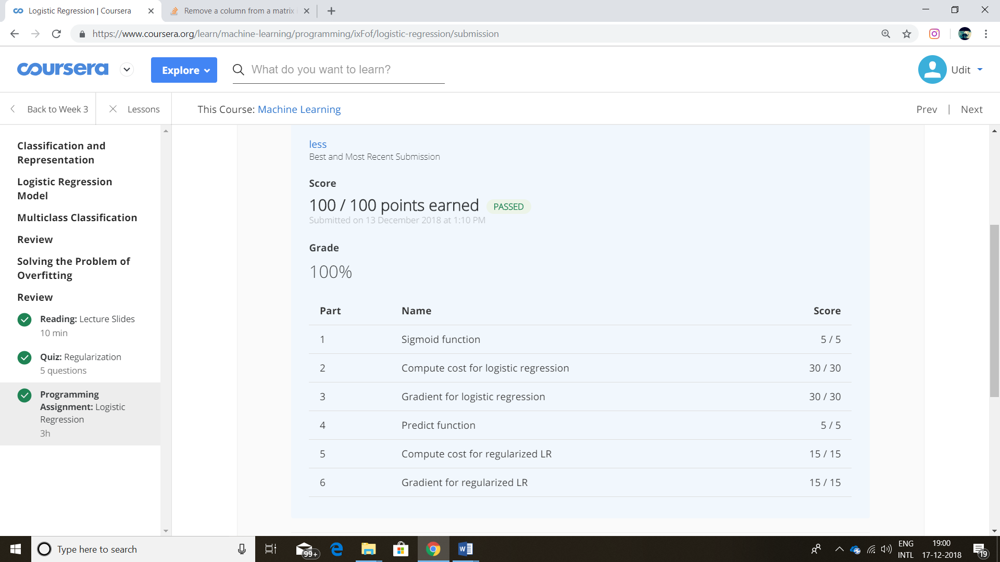 Logistic Regression | Coursera
Remove a column from a matrix
https://www.coursera.org/learn/machine-learning/programming/ixFof/logistic-regression/submission
coursera
Explore
What do you want to learn?
Udit
Back to Week 3
Lessons
This Course: Machine Learning
Prev | Next
Classification and
Representation
Logistic Regression
Model
Multiclass Classification
Review
Solving the Problem of
Overfitting
Review
Reading: Lecture Slides
10 min
Quiz: Regularization
5 questions
Programming
Assignment: Logistic
Regression
3h
less
Best and Most Recent Submission
Score
100 / 100 points earned PASSED
Submitted on 13 December 2018 at 1:10 PM
Grade
100%
Part Name Score
1 Sigmoid function 5 / 5
2 Compute cost for logistic regression 30 / 30
3 Gradient for logistic regression 30 / 30
4 Predict function 5 / 5
5 Compute cost for regularized LR 15 / 15
6 Gradient for regularized LR 15 / 15
Type here to search
99+
W
ENG
INTL
19:00
17-12-2018
19